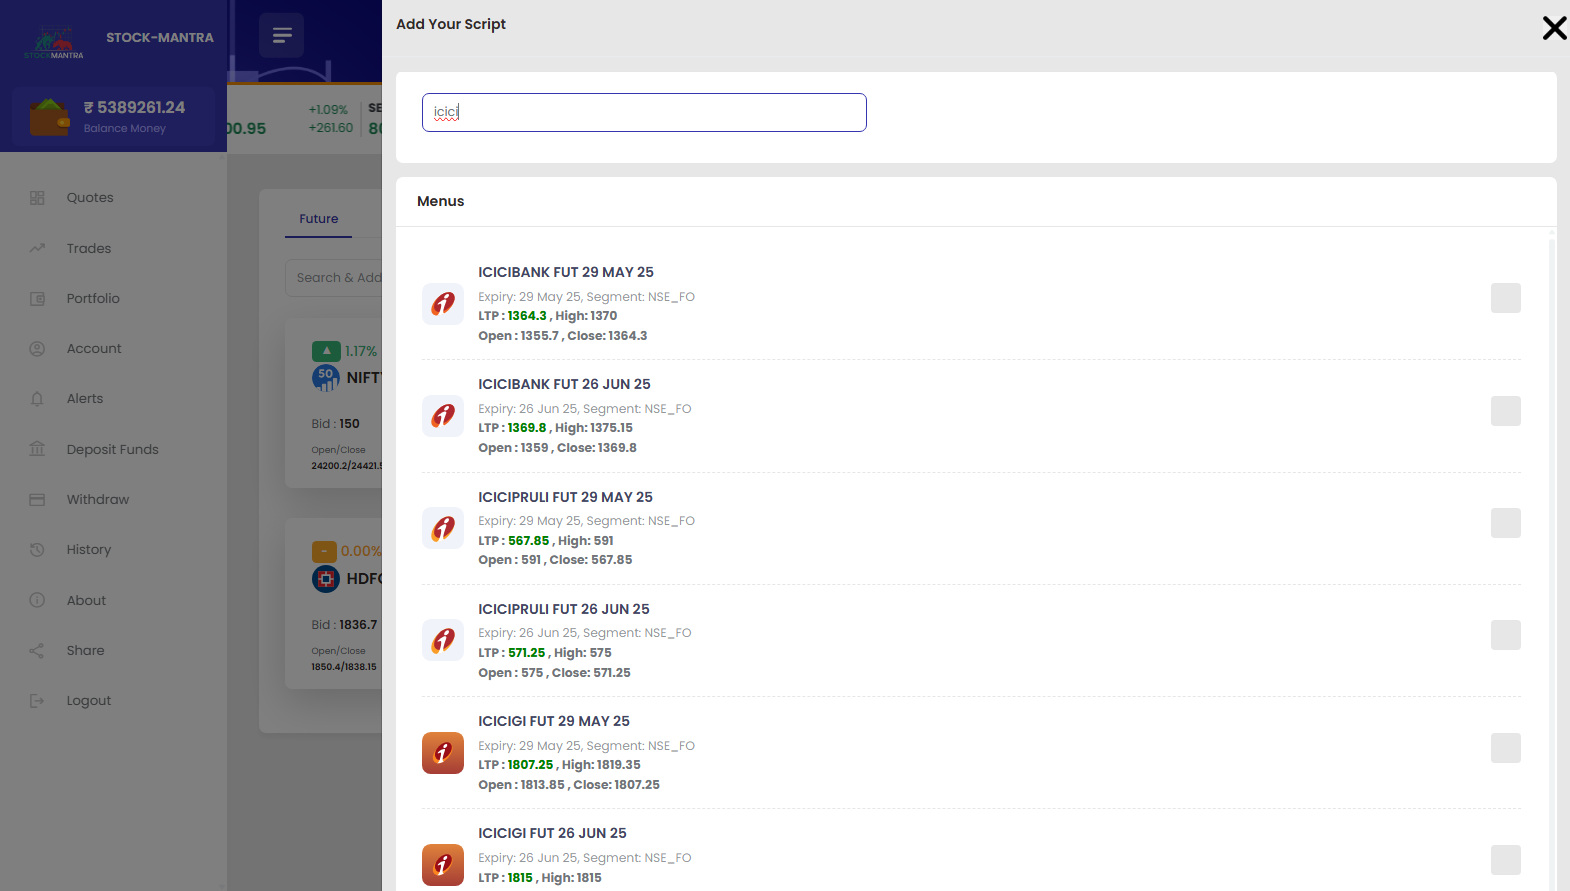 STOCKMANTRA
STOCK-MANTRA
₹ 5389261.24
Balance Money
00.95
+1.09%
+261.60
SE
80
Quotes
Trades
Portfolio
Account
Alerts
Deposit Funds
Withdraw
History
About
Share
Logout
Future
Search & Add
1.17%
50
NIFTY
Bid : 150
Open/Close
24200.2/24421.5
-
0.00%
HDFC
Bid : 1836.7
Open/Close
1850.4/1838.15
Add Your Script
icici
Menus
ICICIBANK FUT 29 MAY 25
Expiry: 29 May 25, Segment: NSE_FO
LTP : 1364.3 , High: 1370
Open : 1355.7 , Close: 1364.3
ICICIBANK FUT 26 JUN 25
Expiry: 26 Jun 25, Segment: NSE_FO
LTP : 1369.8 , High: 1375.15
Open : 1359 , Close: 1369.8
ICICIPRULI FUT 29 MAY 25
Expiry: 29 May 25, Segment: NSE_FO
LTP : 567.85 , High: 591
Open : 591 , Close: 567.85
ICICIPRULI FUT 26 JUN 25
Expiry: 26 Jun 25, Segment: NSE_FO
LTP : 571.25 , High: 575
Open : 575 , Close: 571.25
ICICIGI FUT 29 MAY 25
Expiry: 29 May 25, Segment: NSE_FO
LTP : 1807.25 , High: 1819.35
Open : 1813.85 , Close: 1807.25
ICICIGI FUT 26 JUN 25
Expiry: 26 Jun 25, Segment: NSE_FO
LTP : 1815 , High: 1815